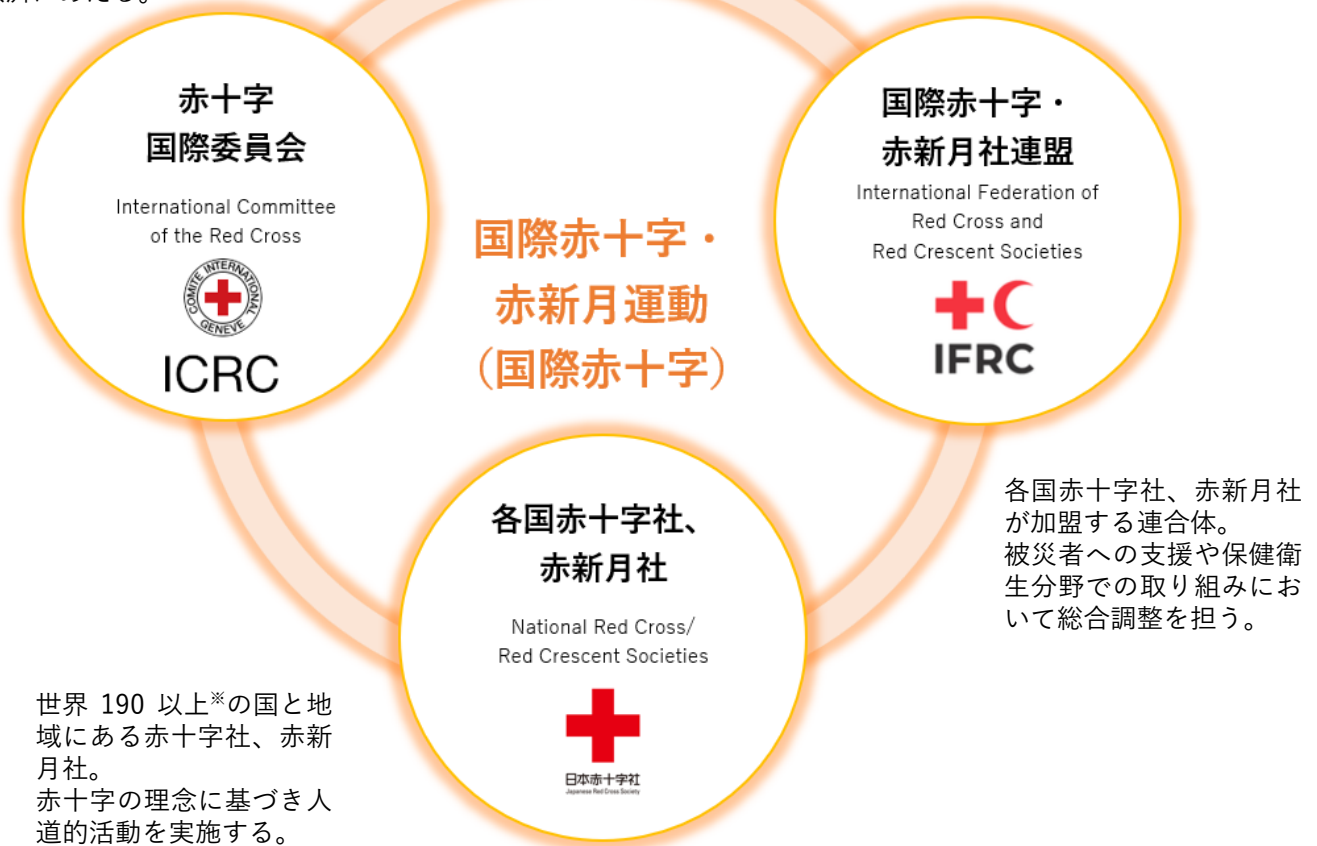 赤十字
国際委員会
International Committee
of the Red Cross
COMITE INTERNATIONAL
GENEVE
ICRC
国際赤十字・
赤新月社連盟
International Federation of
Red Cross and
Red Crescent Societies
IFRC
国際赤十字・
赤新月運動
（国際赤十字）
各国赤十字社、赤新月社
が加盟する連合体。
被災者への支援や保健衛
生分野での取り組みにお
いて総合調整を担う。
各国赤十字社、
赤新月社
National Red Cross/
Red Crescent Societies
日本赤十字社
Japanese Red Cross Society
世界 190 以上※の国と地
域にある赤十字社、赤新
月社。
赤十字の理念に基づき人
道的活動を実施する。